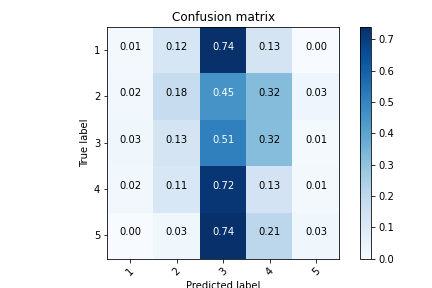 Confusion matrix
1 0.01 0.12 0.74 0.13 0.00
2 0.02 0.18 0.45 0.32 0.03
3 0.03 0.13 0.51 0.32 0.01
4 0.02 0.11 0.72 0.13 0.01
5 0.00 0.03 0.74 0.21 0.03
True label
1 2 3 4 5
Predicted label
0.7
0.6
0.5
0.4
0.3
0.2
0.1
0.0